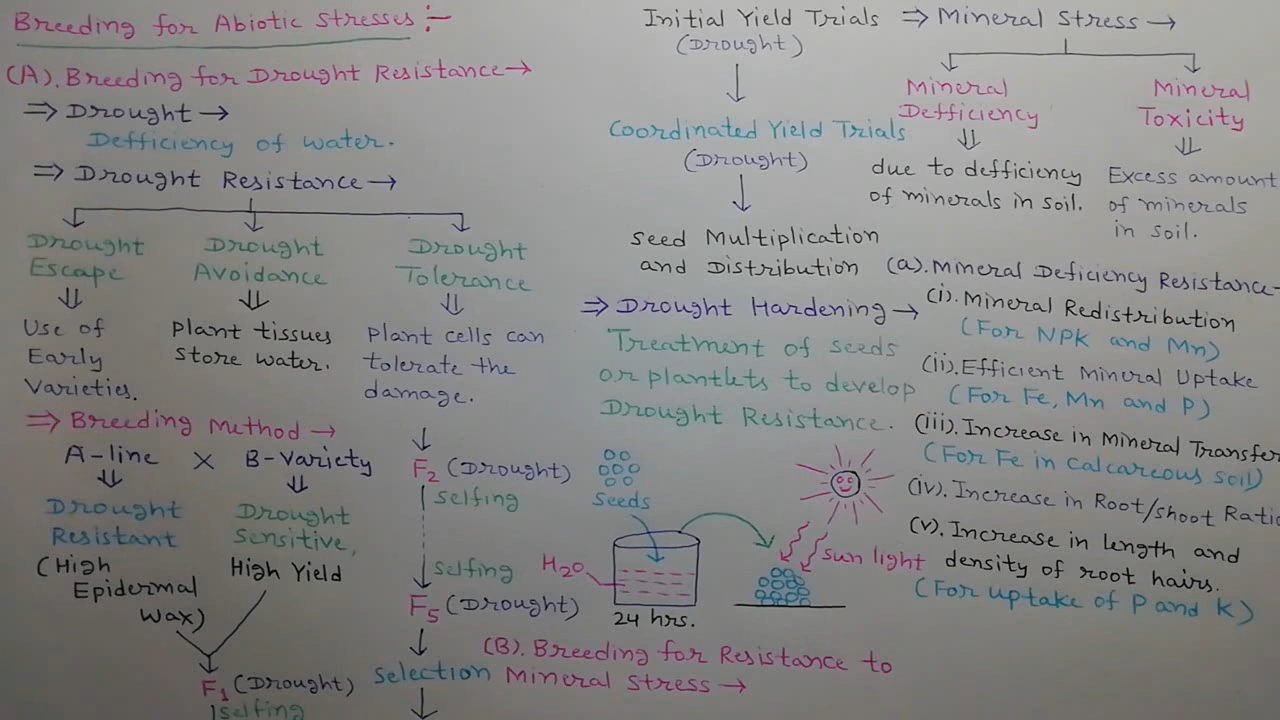 Breeding for Abiotic Stresses :-
(A). Breeding for Drought Resistance →
⇒ Drought →
Defficiency of water.
⇒ Drought Resistance →
Drought Escape
Drought Avoidance
Drought Tolerance
Use of Early Varieties.
Plant tissues store water.
Plant cells can tolerate the damage.
⇒ Breeding Method →
A-line × B-variety
Drought Resistant
(High Epidermal Wax)
Drought Sensitive,
High Yield
F1 (Drought)
selfing
F2 (Drought)
selfing
selfing
F5 (Drought)
Selection
Initial Yield Trials
(Drought)
Coordinated Yield Trials
(Drought)
Seed Multiplication
and Distribution
⇒ Drought Hardening →
Treatment of seeds
or plantlets to develop
Drought Resistance.
Seeds
H2O
24 hrs.
sun light
(B). Breeding for Resistance to
Mineral Stress →
⇒ Mineral Stress →
Mineral Defficiency
Mineral Toxicity
due to defficiency
of minerals in soil.
Excess amount
of minerals
in soil.
(a). Mineral Deficiency Resistance-
(i). Mineral Redistribution
(For NPK and Mn)
(ii). Efficient Mineral Uptake
(For Fe, Mn and P)
(iii). Increase in Mineral Transfer
(For Fe in calcareous soil)
(iv). Increase in Root/shoot Ratio
(v). Increase in length and
density of root hairs.
(For uptake of P and K)